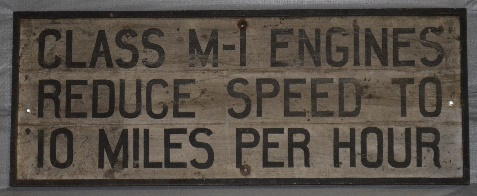 CLASS M-1 ENGINES
REDUCE SPEED TO
10 MILES PER HOUR